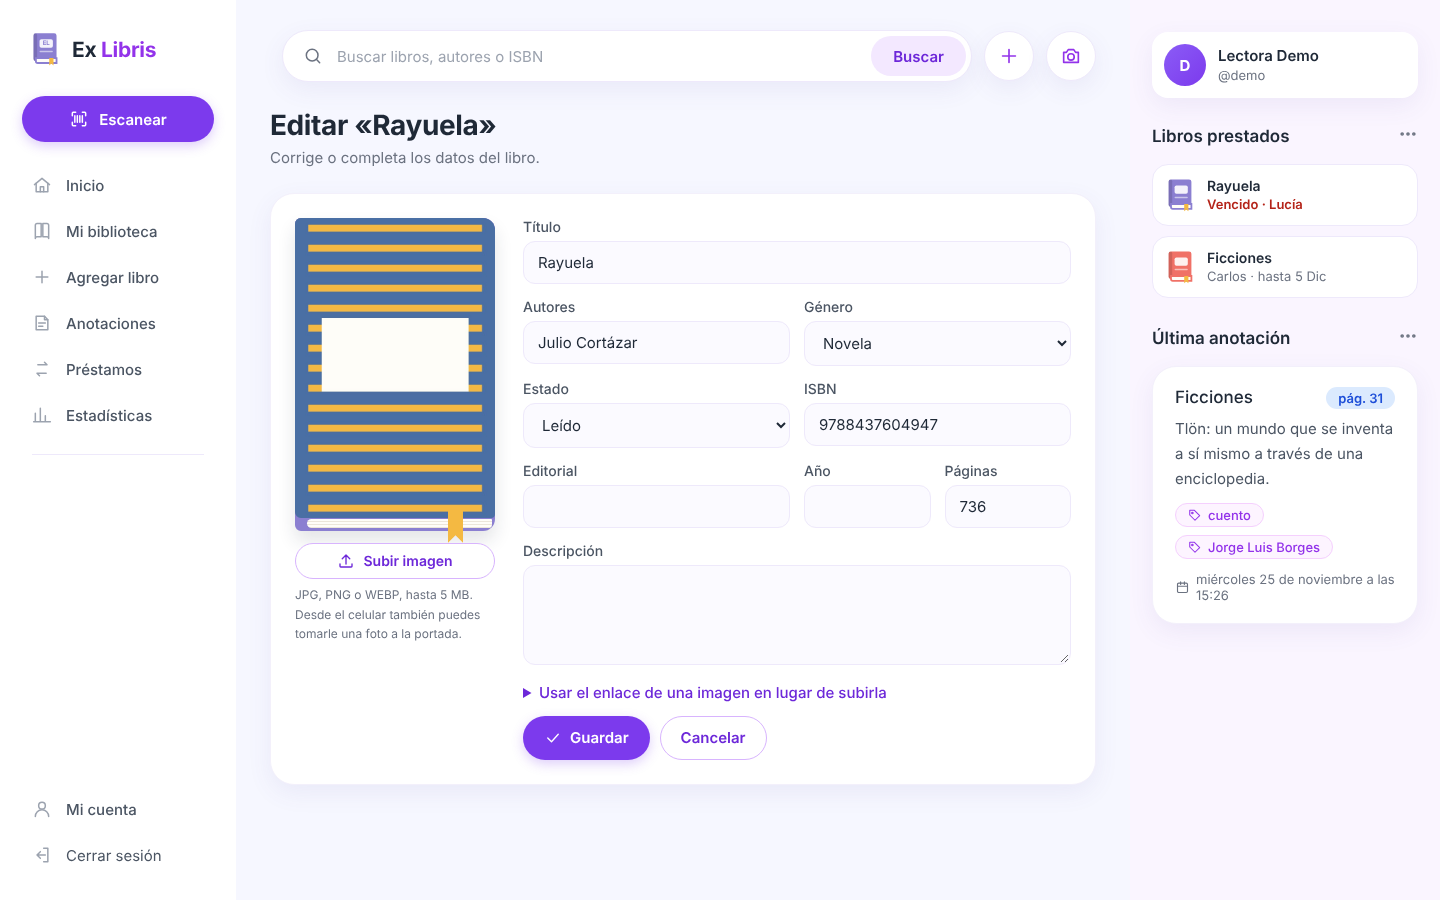 EL
Ex Libris
Escanear
Inicio
Mi biblioteca
Agregar libro
Anotaciones
Préstamos
Estadísticas
Mi cuenta
Cerrar sesión
Buscar libros, autores o ISBN
Buscar
Editar «Rayuela»
Corrige o completa los datos del libro.
Subir imagen
JPG, PNG o WEBP, hasta 5 MB.
Desde el celular también puedes
tomarle una foto a la portada.
Título
Rayuela
Autores
Género
Julio Cortázar
Novela
Estado
ISBN
Leído
9788437604947
Editorial
Año
Páginas
736
Descripción
Usar el enlace de una imagen en lugar de subirla
Guardar
Cancelar
D
Lectora Demo
@demo
Libros prestados
Rayuela
Vencido · Lucía
Ficciones
Carlos · hasta 5 Dic
Última anotación
Ficciones
pág. 31
Tlön: un mundo que se inventa
a sí mismo a través de una
enciclopedia.
cuento
Jorge Luis Borges
miércoles 25 de noviembre a las
15:26